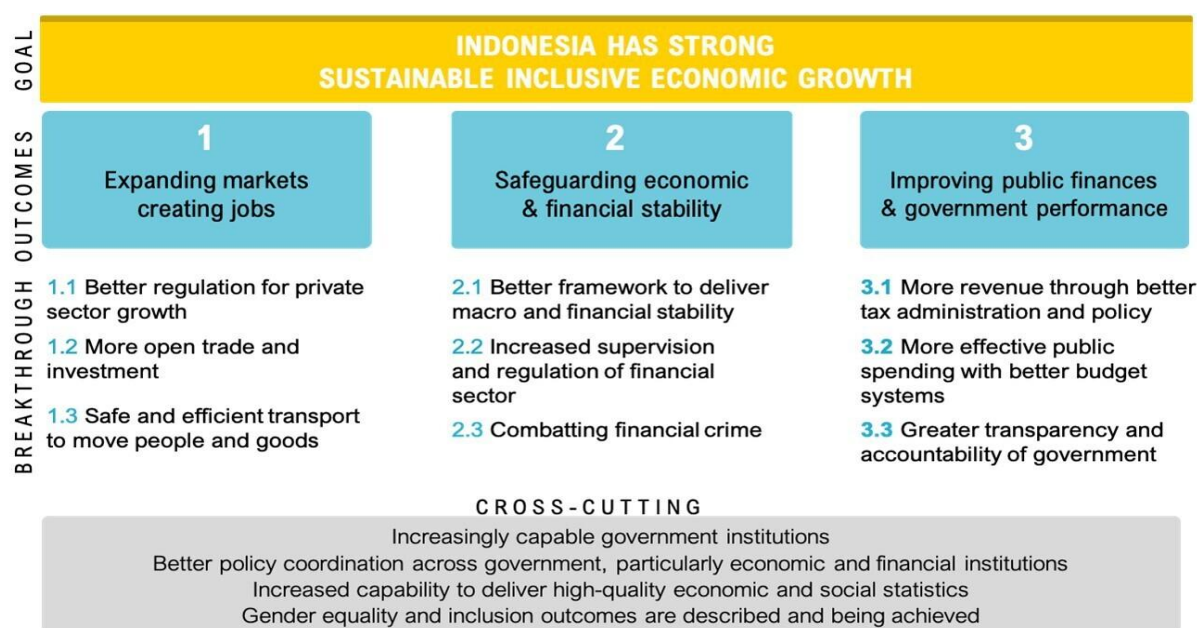 GOAL
INDONESIA HAS STRONG
SUSTAINABLE INCLUSIVE ECONOMIC GROWTH
BREAKTHROUGH OUTCOMES
1
Expanding markets
creating jobs
1.1 Better regulation for private
sector growth
1.2 More open trade and
investment
1.3 Safe and efficient transport
to move people and goods
2
Safeguarding economic
& financial stability
2.1 Better framework to deliver
macro and financial stability
2.2 Increased supervision
and regulation of financial
sector
2.3 Combatting financial crime
3
Improving public finances
& government performance
3.1 More revenue through better
tax administration and policy
3.2 More effective public
spending with better budget
systems
3.3 Greater transparency and
accountability of government
CROSS-CUTTING
Increasingly capable government institutions
Better policy coordination across government, particularly economic and financial institutions
Increased capability to deliver high-quality economic and social statistics
Gender equality and inclusion outcomes are described and being achieved